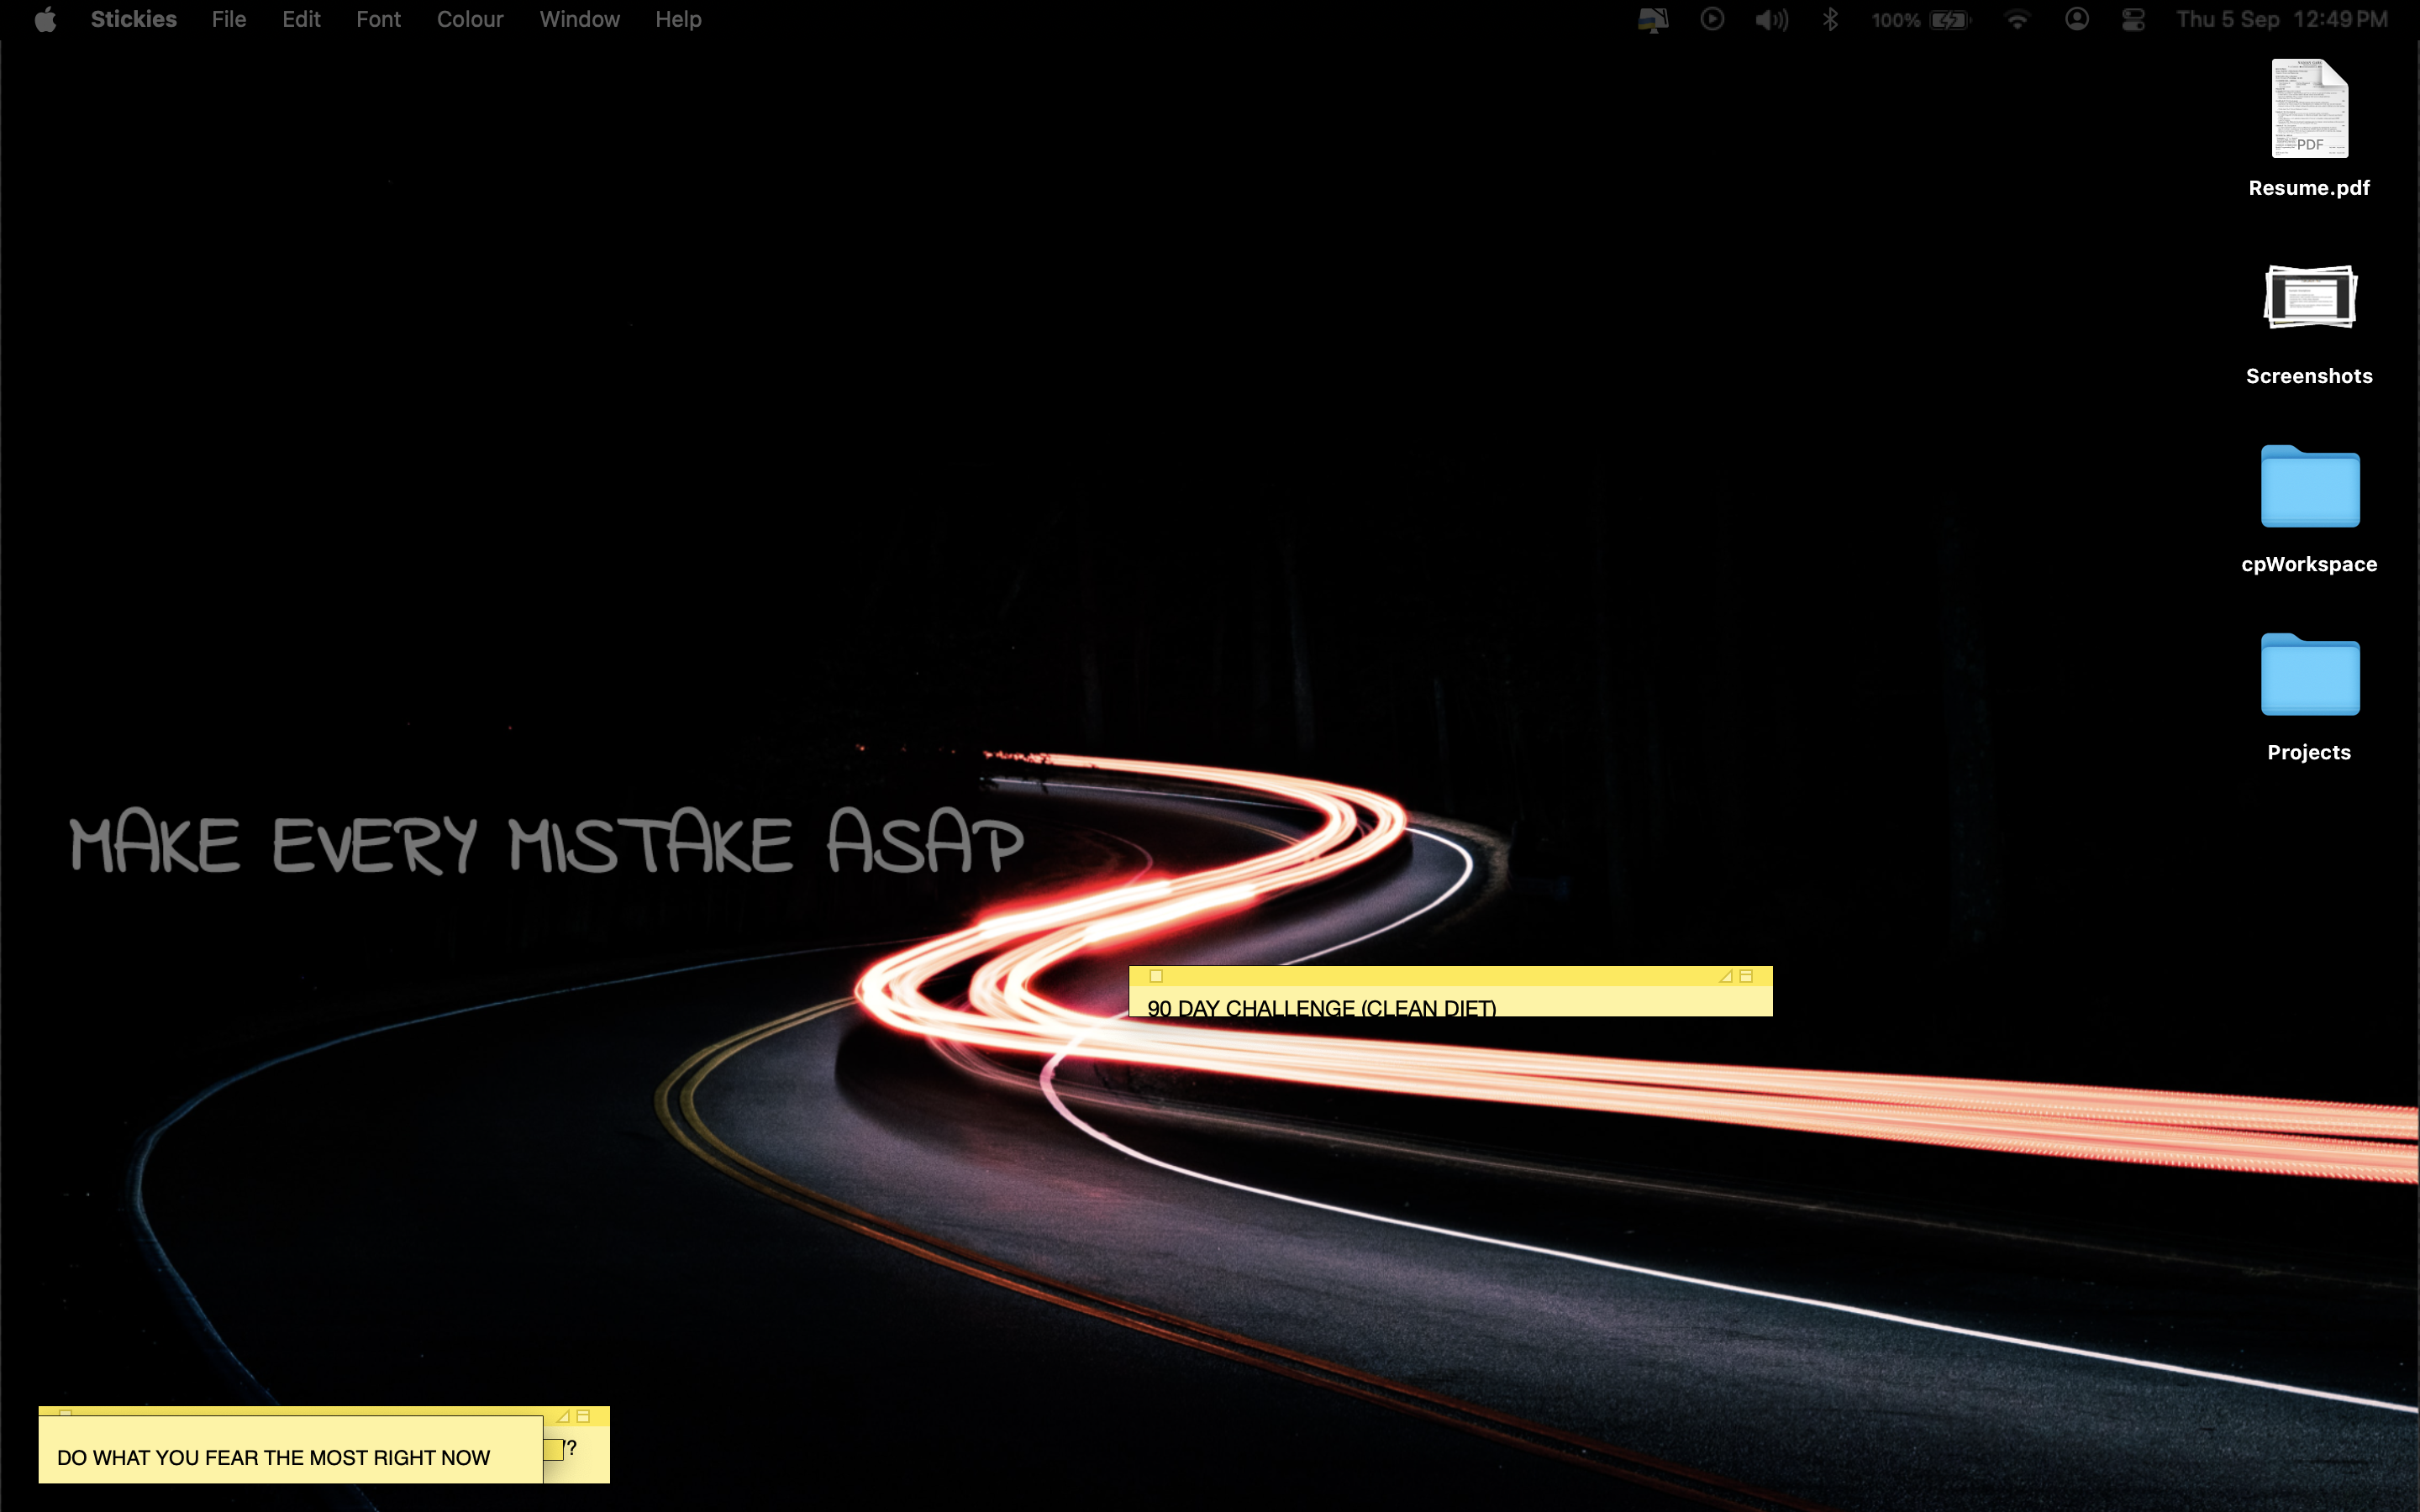 Stickies File Edit Font Colour Window Help 100% Thu 5 Sep 12:49 PM
PDF
Resume.pdf
Screenshots
cpWorkspace
Projects
MAKE EVERY MISTAKE ASAP
90 DAY CHALLENGE (CLEAN DIET)
?
DO WHAT YOU FEAR THE MOST RIGHT NOW